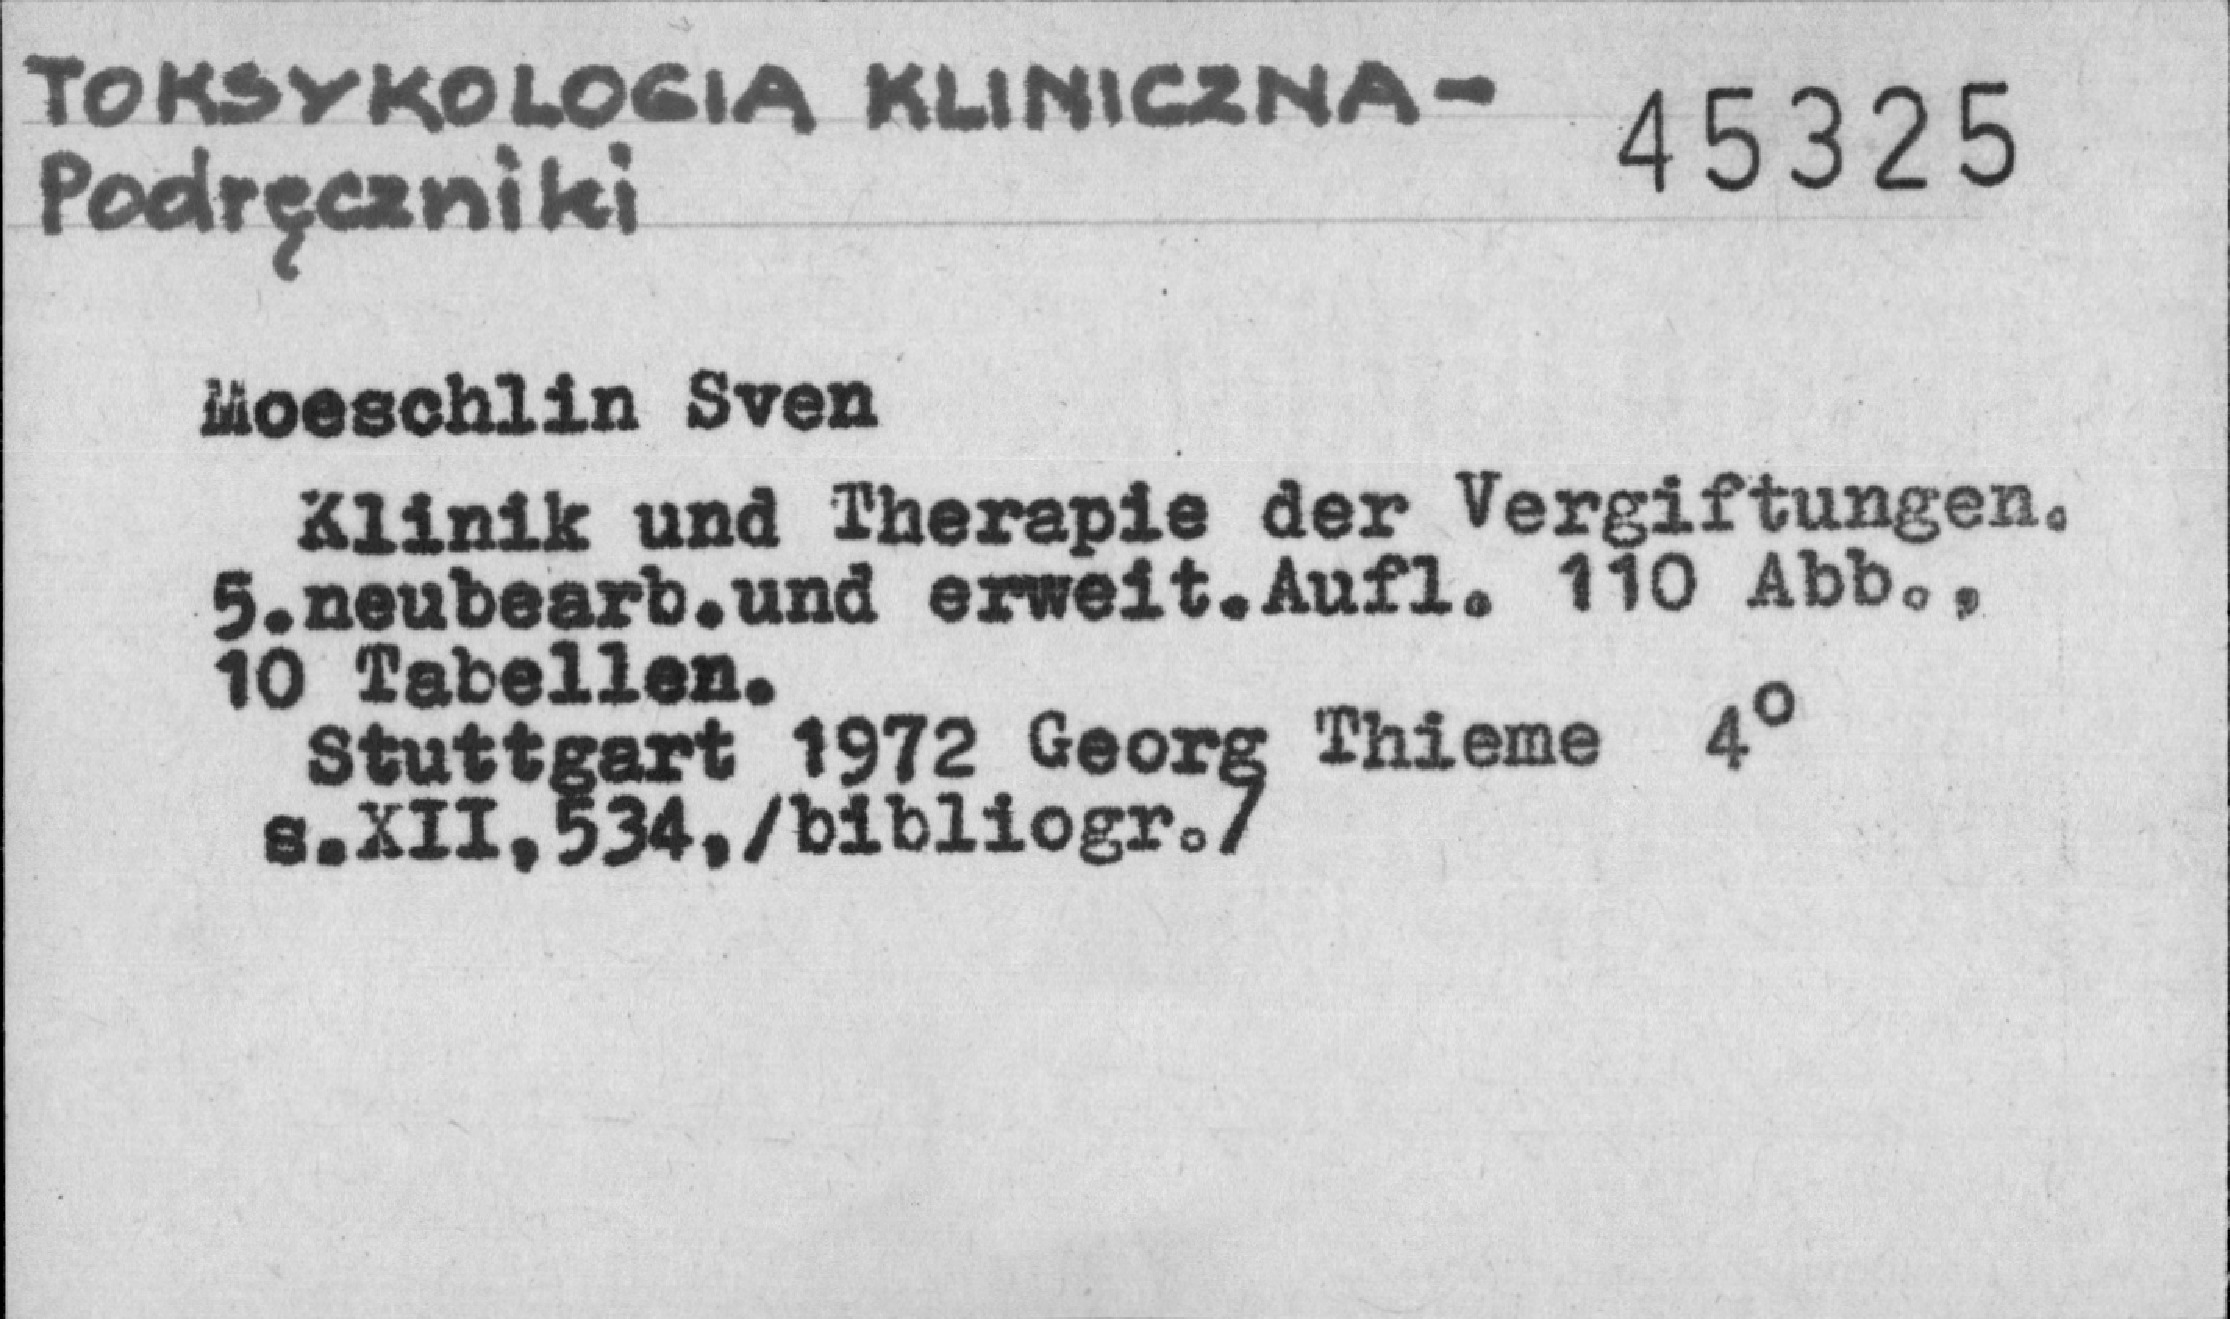 TOKSYKOLOGIA KLINICZNA-
Podręczniki
45325
Moeschlin Sven
Klinik und Therapie der Vergiftungen.
5.neubearb.und erweit.Aufl. 110 Abb.,
10 Tabellen.
Stuttgart 1972 Georg Thieme 4°
s.XII,534,/bibliogr./